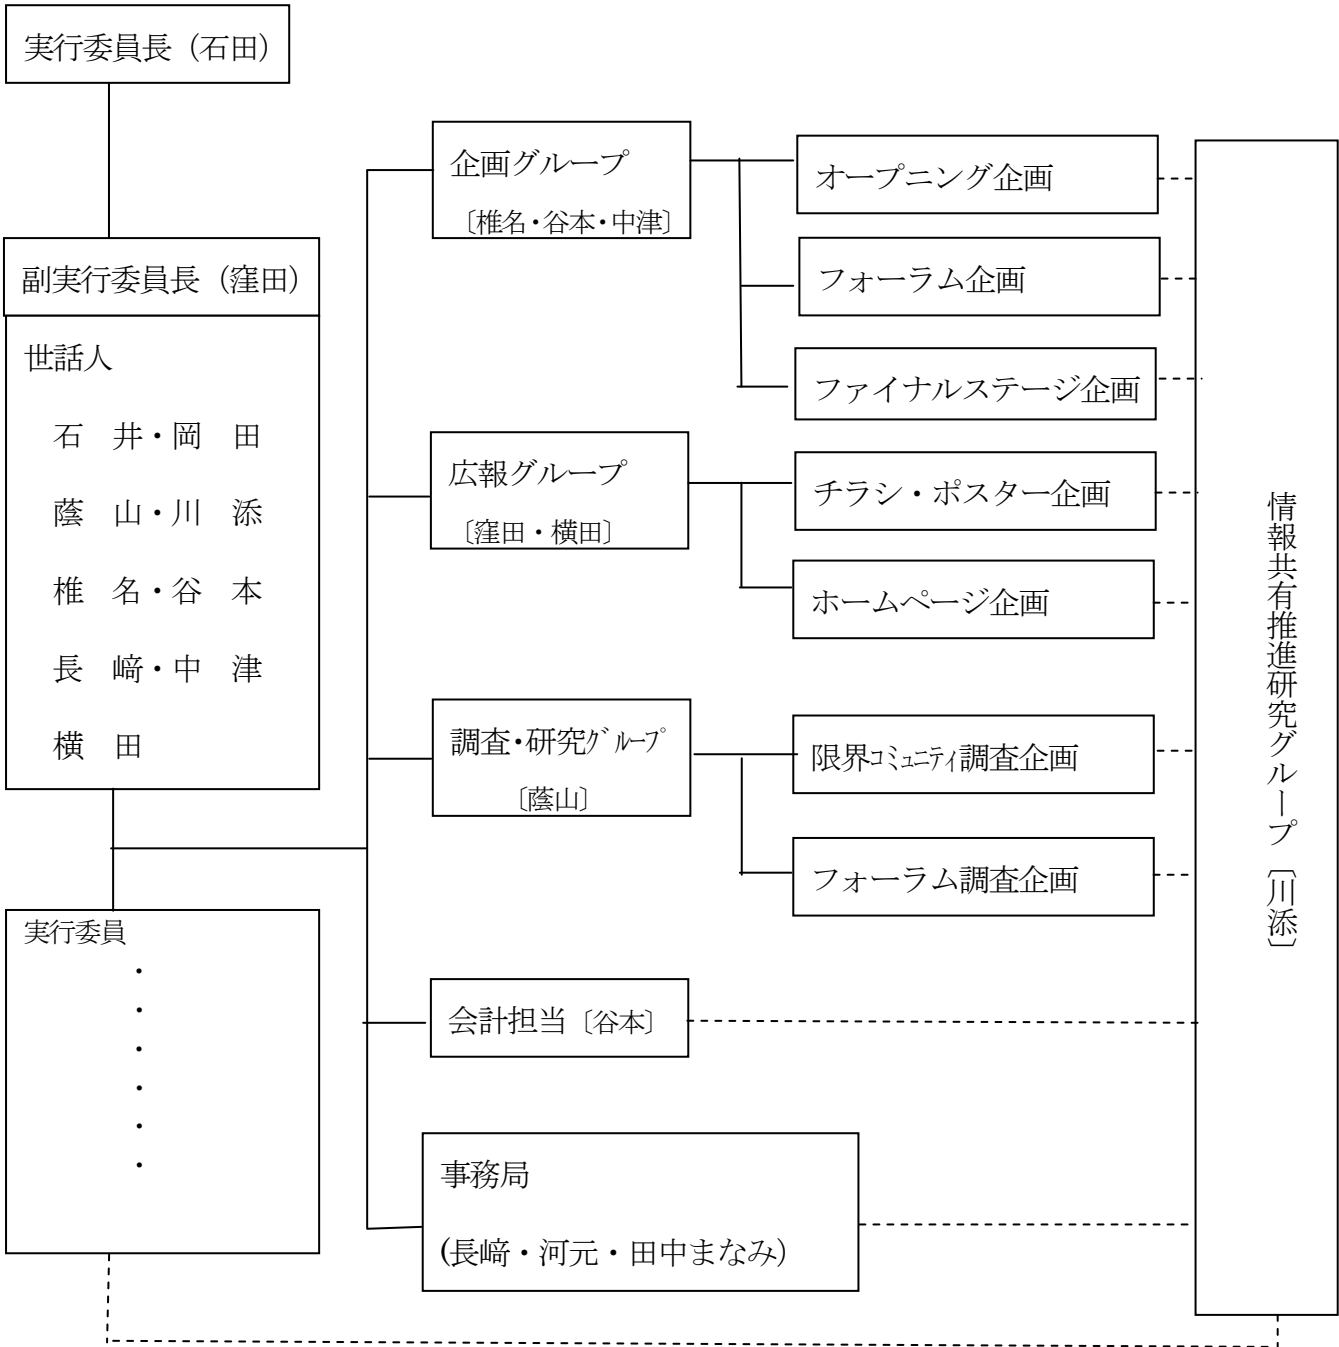 実行委員長（石田）
副実行委員長（窪田）
世話人
石　井・岡　田
蔭　山・川　添
椎　名・谷　本
長　﨑・中　津
横　田
実行委員
・
・
・
・
・
・
企画グループ
〔椎名・谷本・中津〕
広報グループ
〔窪田・横田〕
調査・研究ｸﾞﾙｰﾌﾟ
〔蔭山〕
会計担当〔谷本〕
事務局
(長﨑・河元・田中まなみ）
オープニング企画
フォーラム企画
ファイナルステージ企画
チラシ・ポスター企画
ホームページ企画
限界ｺﾐｭﾆﾃｨ調査企画
フォーラム調査企画
情報共有推進研究グループ〔川添〕